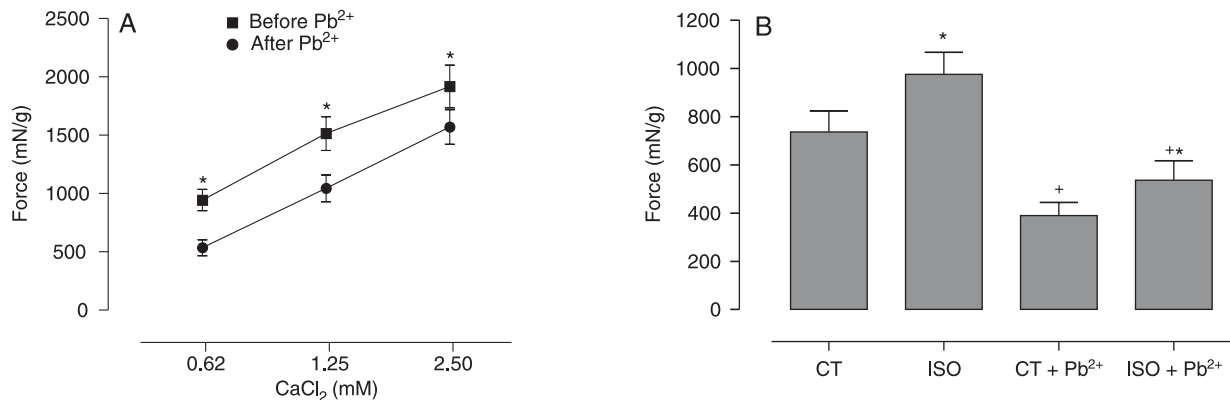 A
■ Before Pb²⁺
● After Pb²⁺
Force (mN/g)
2500
2000
1500
1000
500
0
*
*
*
0.62 1.25 2.50
CaCl₂ (mM)
B
Force (mN/g)
1200
1000
800
600
400
200
0
*
+
+*
CT ISO CT + Pb²⁺ ISO + Pb²⁺